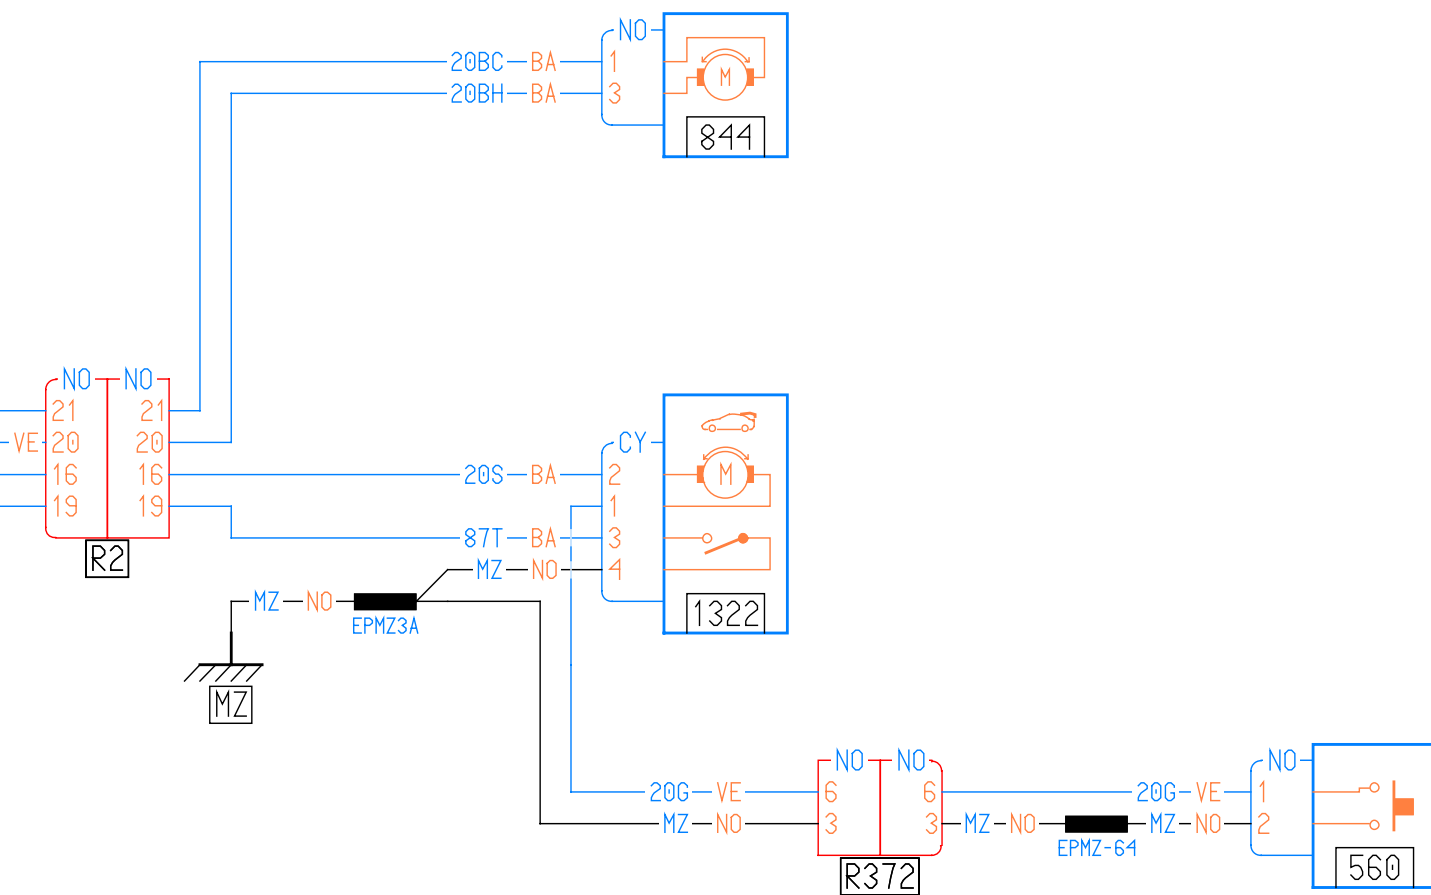 NO
20BC BA 1
20BH BA 3
M
844
NO NO
21 21
VE 20 20
16 16
19 19
R2
CY
20S BA 2
1
87T BA 3
MZ NO 4
M
1322
MZ NO
EPMZ3A
MZ
NO NO
20G VE 6 6 20G VE 1
MZ NO 3 3 MZ NO MZ NO 2
EPMZ-64
R372
NO
560